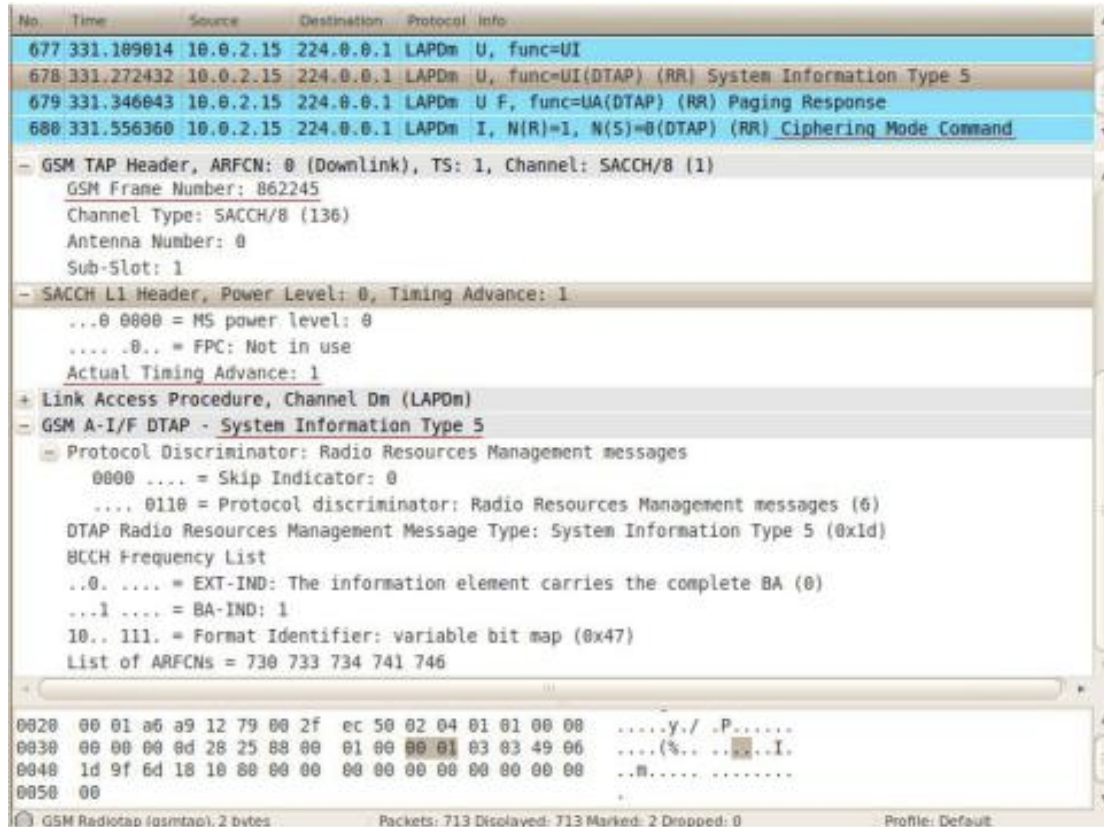 No. Time Source Destination Protocol Info
677 331.109014 10.0.2.15 224.0.0.1 LAPDm U, func=UI
678 331.272432 10.0.2.15 224.0.0.1 LAPDm U, func=UI(DTAP) (RR) System Information Type 5
679 331.346043 10.0.2.15 224.0.0.1 LAPDm U F, func=UA(DTAP) (RR) Paging Response
680 331.556360 10.0.2.15 224.0.0.1 LAPDm I, N(R)=1, N(S)=0(DTAP) (RR) Ciphering Mode Command
GSM TAP Header, ARFCN: 0 (Downlink), TS: 1, Channel: SACCH/8 (1)
GSM Frame Number: 862245
Channel Type: SACCH/8 (136)
Antenna Number: 0
Sub-Slot: 1
SACCH L1 Header, Power Level: 0, Timing Advance: 1
...0 0000 = MS power level: 0
.... .0.. = FPC: Not in use
Actual Timing Advance: 1
Link Access Procedure, Channel Dm (LAPDm)
GSM A-I/F DTAP - System Information Type 5
Protocol Discriminator: Radio Resources Management messages
0000 .... = Skip Indicator: 0
.... 0110 = Protocol discriminator: Radio Resources Management messages (6)
DTAP Radio Resources Management Message Type: System Information Type 5 (0x1d)
BCCH Frequency List
..0. .... = EXT-IND: The information element carries the complete BA (0)
...1 .... = BA-IND: 1
10.. 111. = Format Identifier: variable bit map (0x47)
List of ARFCNs = 730 733 734 741 746
0020 00 01 a6 a9 12 79 00 2f ec 50 02 04 01 01 00 00 .....y./ .P......
0030 00 00 00 0d 28 25 88 00 01 00 00 01 03 03 49 06 ....(%.. ......I.
0040 1d 9f 6d 18 10 80 00 00 00 00 00 00 00 00 00 00 ..m..... ........
0050 00 .
GSM Radiotap (gsmtap), 2 bytes Packets: 713 Displayed: 713 Marked: 2 Dropped: 0 Profile: Default